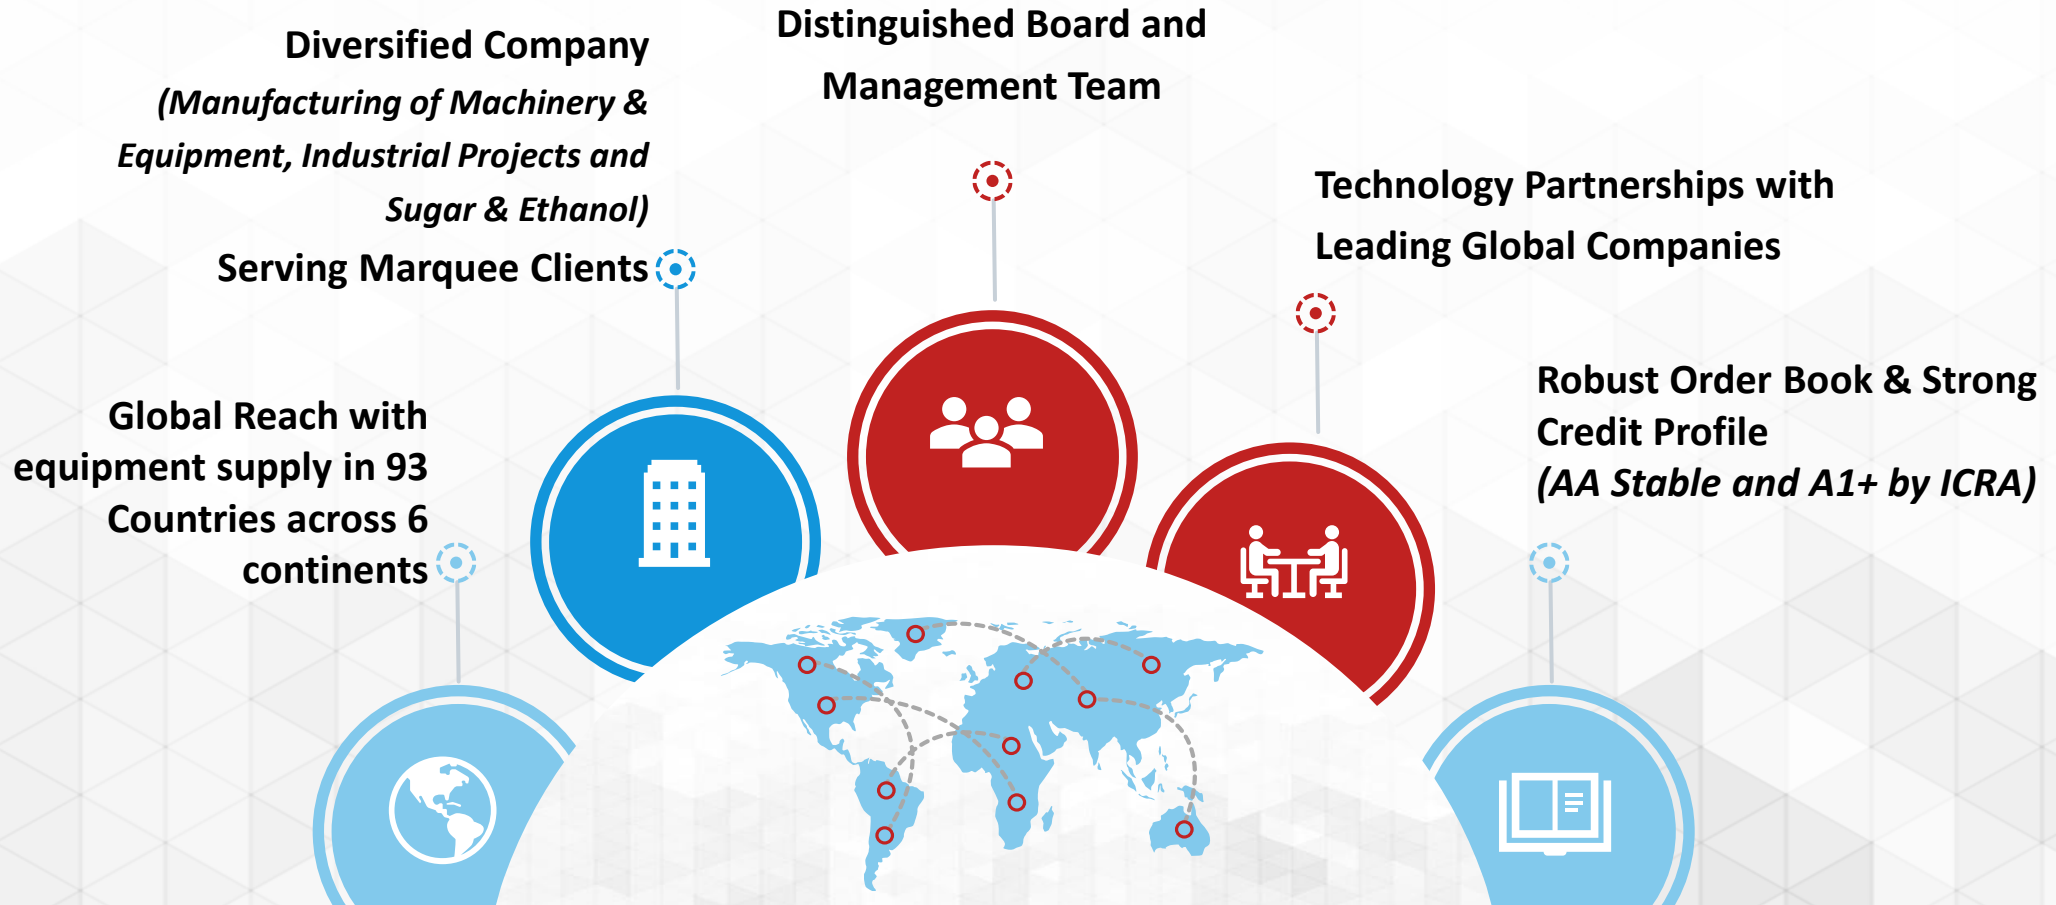 Distinguished Board and
Management Team
Diversified Company
(Manufacturing of Machinery &
Equipment, Industrial Projects and
Sugar & Ethanol)
Serving Marquee Clients
Technology Partnerships with
Leading Global Companies
Global Reach with
equipment supply in 93
Countries across 6
continents
Robust Order Book & Strong
Credit Profile
(AA Stable and A1+ by ICRA)